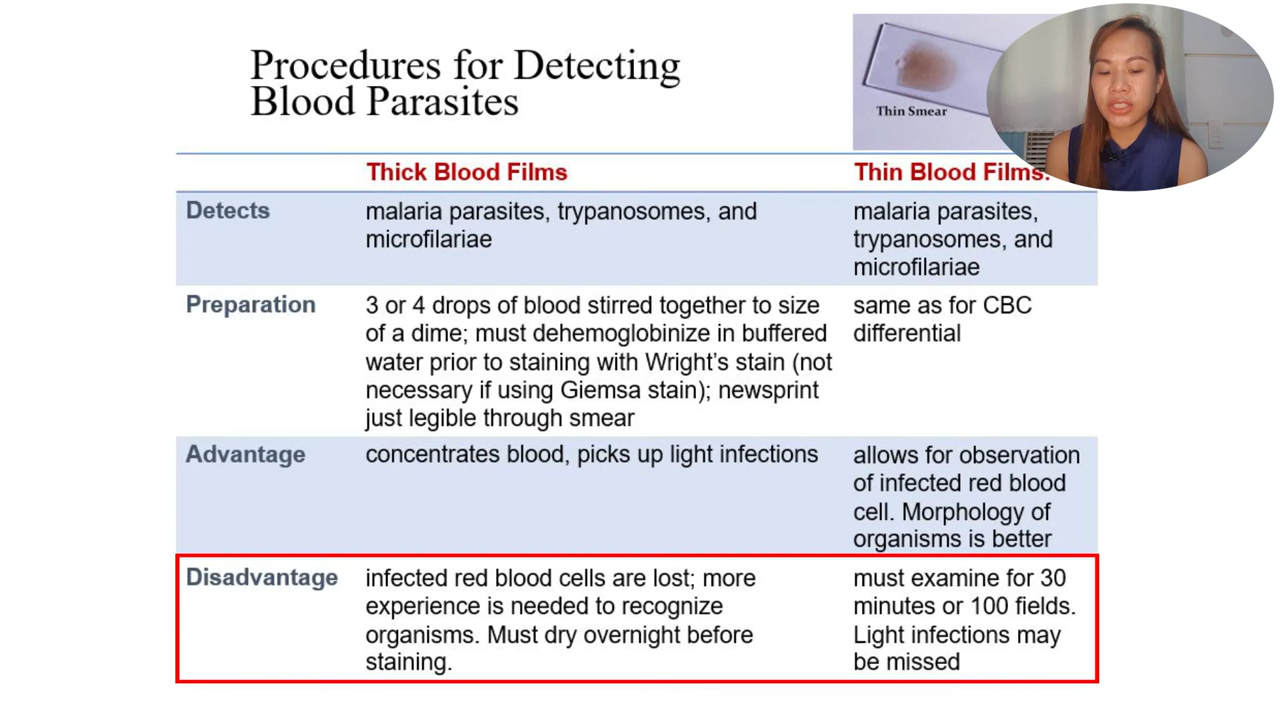 Procedures for Detecting
Blood Parasites
Thin Smear
Thick Blood Films
Thin Blood Films:
Detects
malaria parasites, trypanosomes, and
microfilariae
malaria parasites,
trypanosomes, and
microfilariae
Preparation
3 or 4 drops of blood stirred together to size
of a dime; must dehemoglobinize in buffered
water prior to staining with Wright's stain (not
necessary if using Giemsa stain); newsprint
just legible through smear
same as for CBC
differential
Advantage
concentrates blood, picks up light infections
allows for observation
of infected red blood
cell. Morphology of
organisms is better
Disadvantage
infected red blood cells are lost; more
experience is needed to recognize
organisms. Must dry overnight before
staining.
must examine for 30
minutes or 100 fields.
Light infections may
be missed